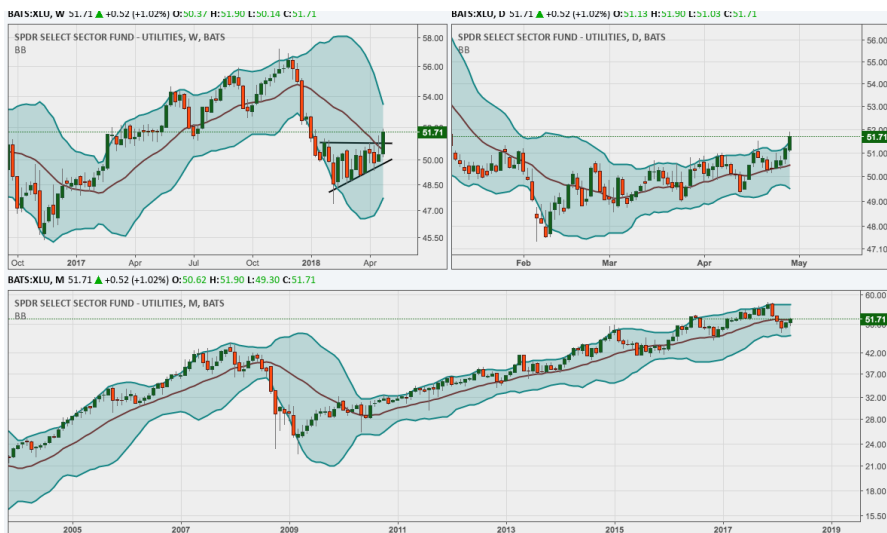 BATS:XLU, W 51.71 ▲ +0.52 (+1.02%) O:50.37 H:51.90 L:50.14 C:51.71
SPDR SELECT SECTOR FUND - UTILITIES, W, BATS
BB
58.00
56.00
54.00
51.71
50.00
48.50
47.00
45.50
Oct 2017 Apr Jul Oct 2018 Apr
BATS:XLU, D 51.71 ▲ +0.52 (+1.02%) O:51.13 H:51.90 L:51.03 C:51.71
SPDR SELECT SECTOR FUND - UTILITIES, D, BATS
BB
56.00
55.00
54.00
53.00
52.00
51.71
51.00
50.00
49.00
48.00
47.10
Feb Mar Apr May
BATS:XLU, M 51.71 ▲ +0.52 (+1.02%) O:50.62 H:51.90 L:49.30 C:51.71
SPDR SELECT SECTOR FUND - UTILITIES, M, BATS
BB
60.00
51.71
42.00
37.00
32.00
28.00
24.00
21.00
18.00
15.50
2005 2007 2009 2011 2013 2015 2017 2019